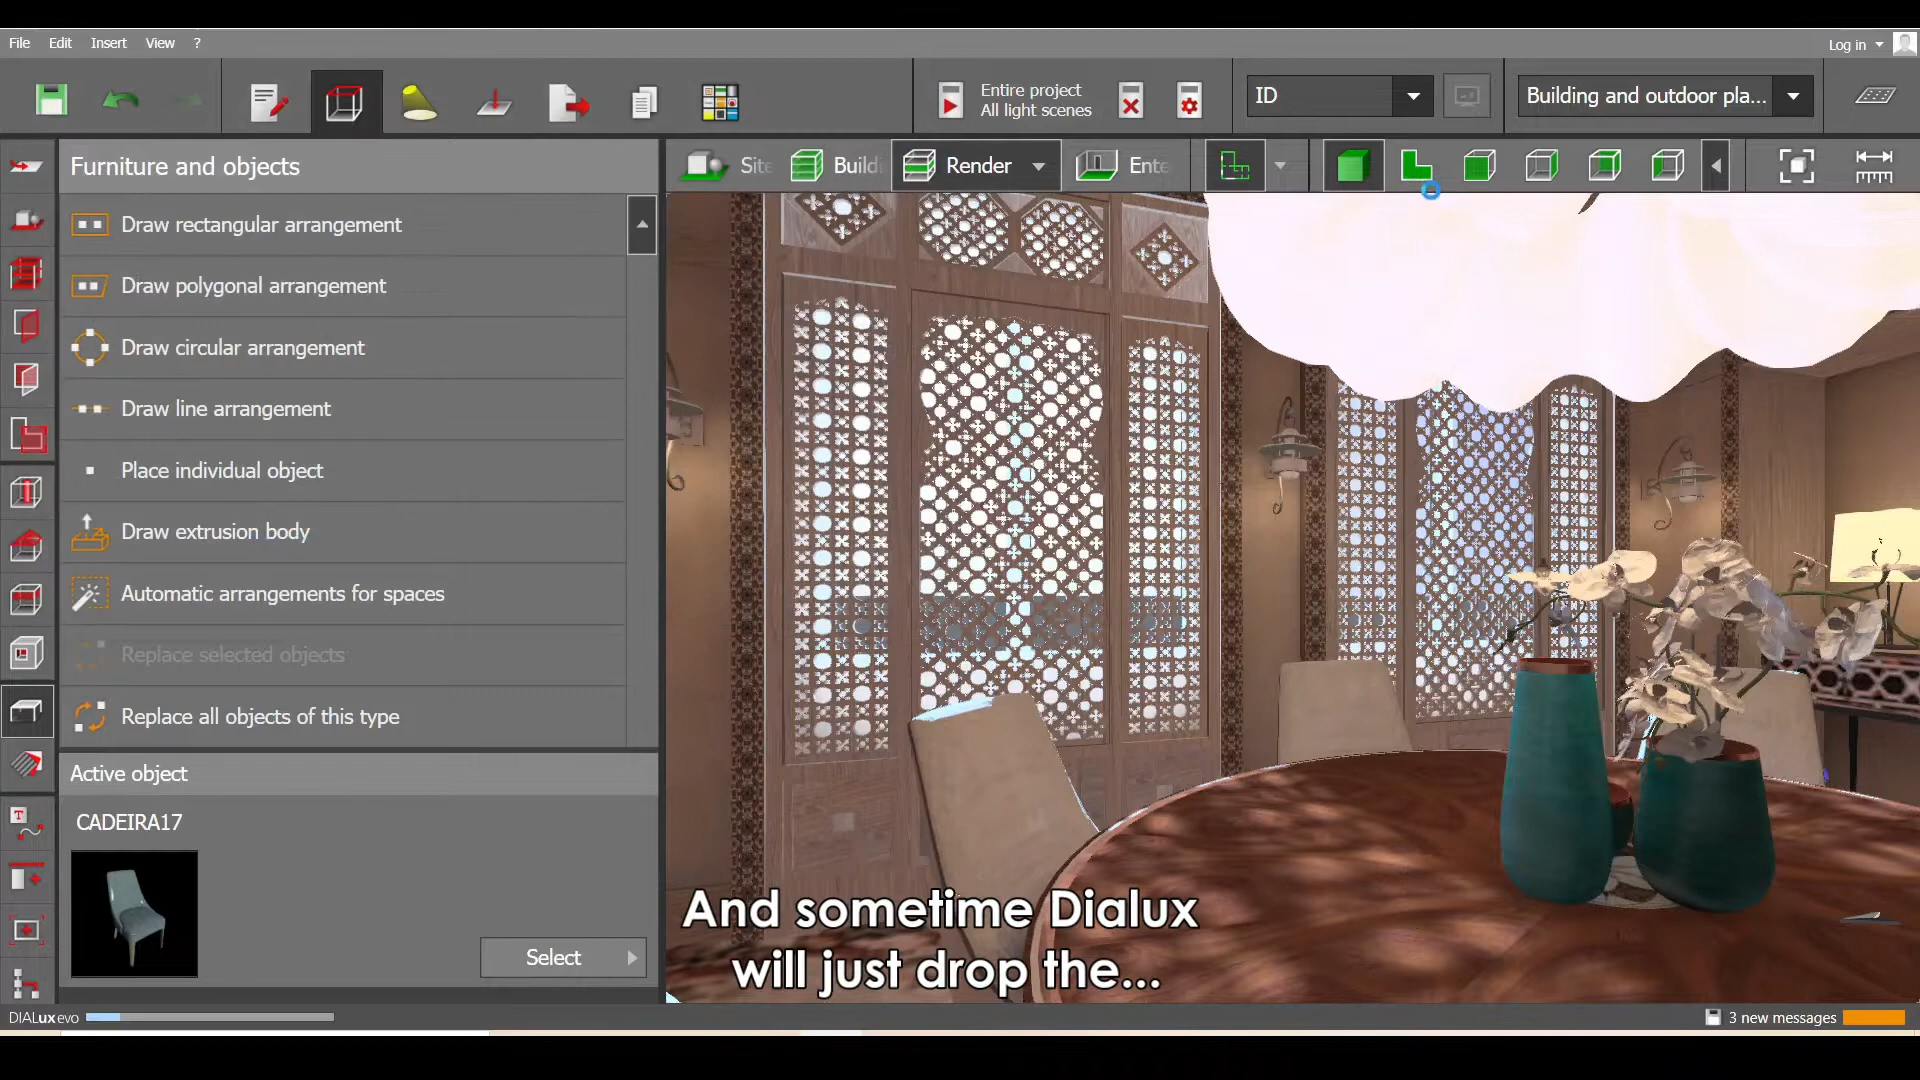 File Edit Insert View ?
Log in
Entire project
All light scenes
ID
Building and outdoor pla...
Furniture and objects
Site
Build
Render
Ente
Draw rectangular arrangement
Draw polygonal arrangement
Draw circular arrangement
Draw line arrangement
Place individual object
Draw extrusion body
Automatic arrangements for spaces
Replace selected objects
Replace all objects of this type
Active object
CADEIRA17
Select
And sometime Dialux
will just drop the...
DIALux evo
3 new messages